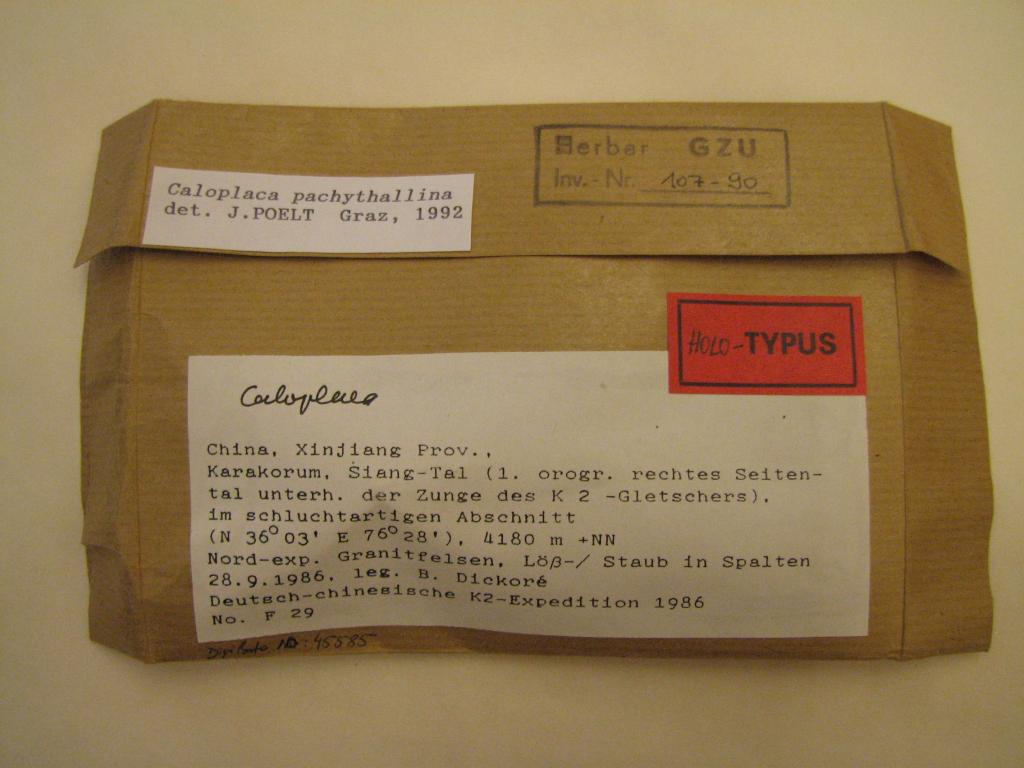 Herbar GZU
Inv.-Nr. 107-90
Caloplaca pachythallina
det. J.POELT Graz, 1992
HOLO-TYPUS
Caloplaca
China, Xinjiang Prov.,
Karakorum, Siang-Tal (1. orogr. rechtes Seiten-
tal unterh. der Zunge des K 2 -Gletschers),
im schluchtartigen Abschnitt
(N 36° 03' E 76° 28'), 4180 m +NN
Nord-exp. Granitfelsen, Löß-/ Staub in Spalten
28.9.1986, leg. B. Dickoré
Deutsch-chinesische K2-Expedition 1986
No. F 29
: 45585